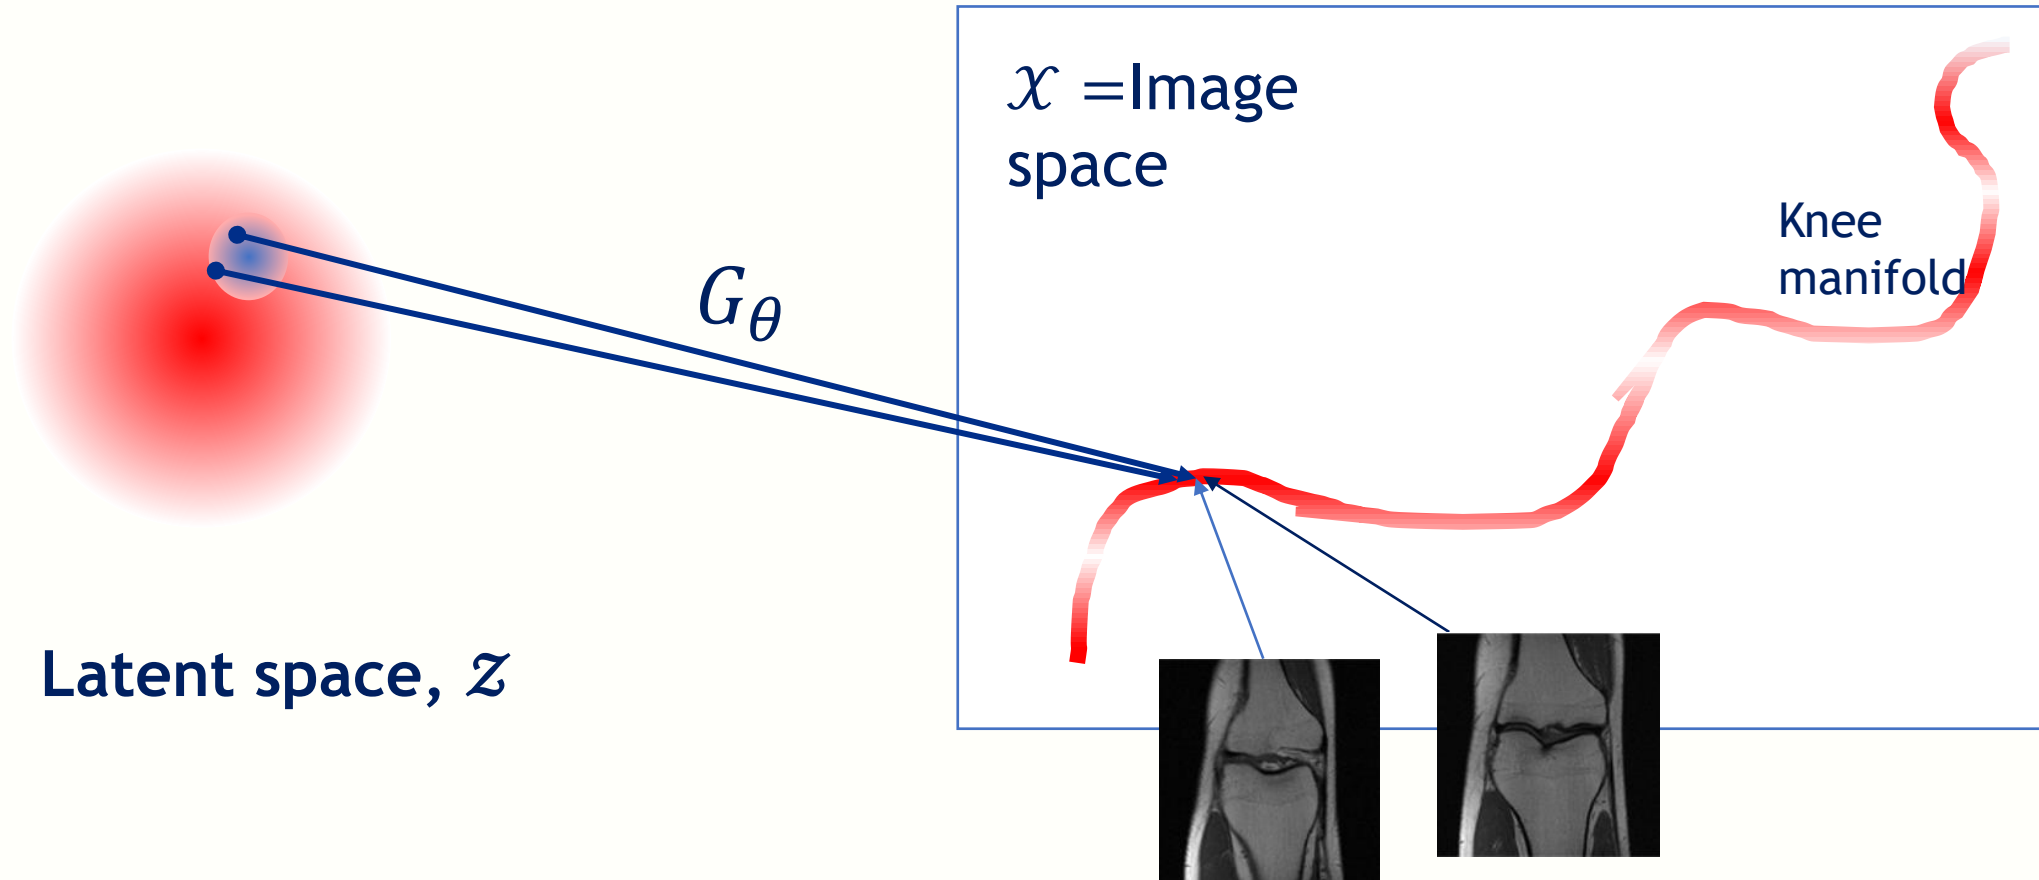 𝒳 =Image
space
Knee
manifold
G_θ
Latent space, 𝒵